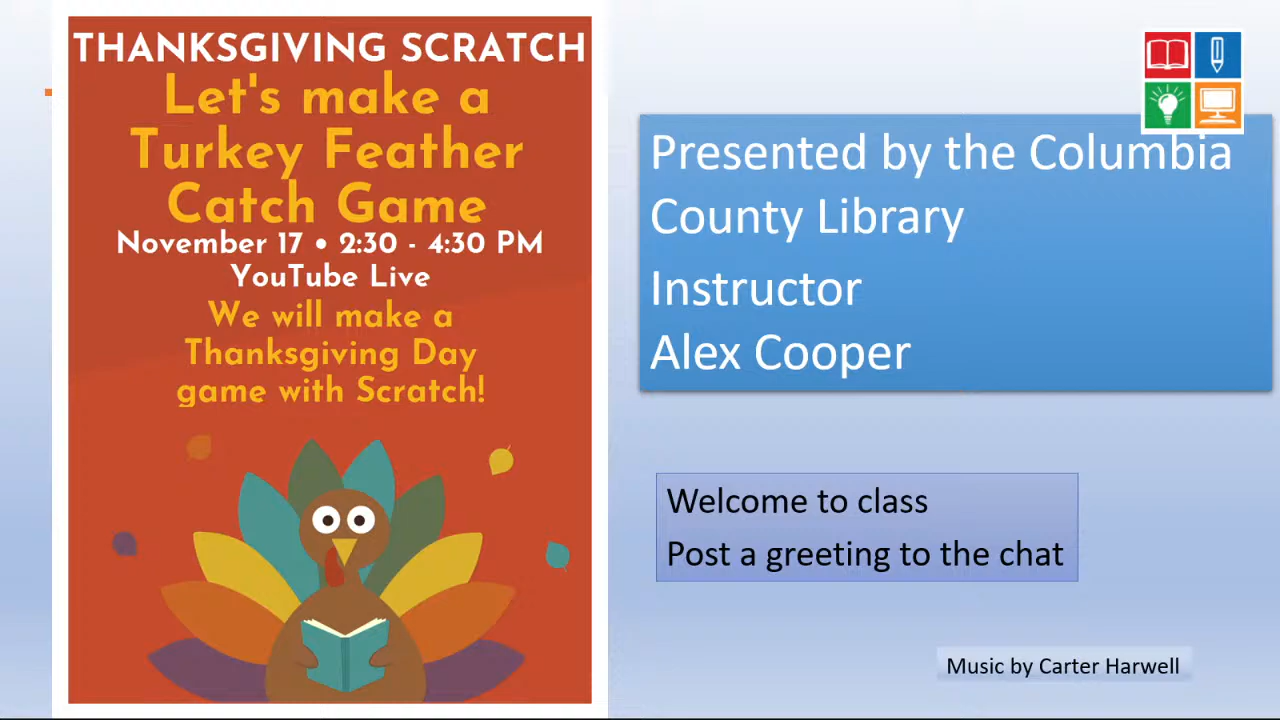 THANKSGIVING SCRATCH
Let's make a
Turkey Feather
Catch Game
November 17 • 2:30 - 4:30 PM
YouTube Live
We will make a
Thanksgiving Day
game with Scratch!
Presented by the Columbia
County Library
Instructor
Alex Cooper
Welcome to class
Post a greeting to the chat
Music by Carter Harwell